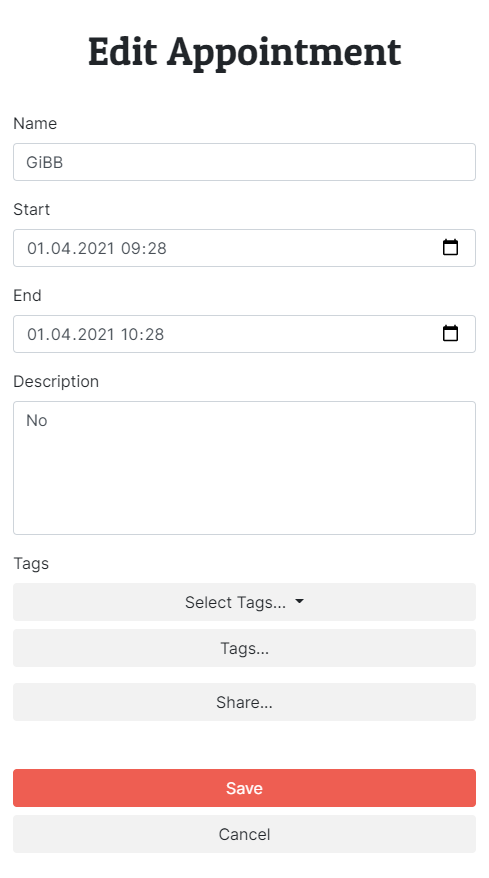 Edit Appointment
Name
GiBB
Start
01.04.2021 09:28
End
01.04.2021 10:28
Description
No
Tags
Select Tags...
Tags...
Share...
Save
Cancel